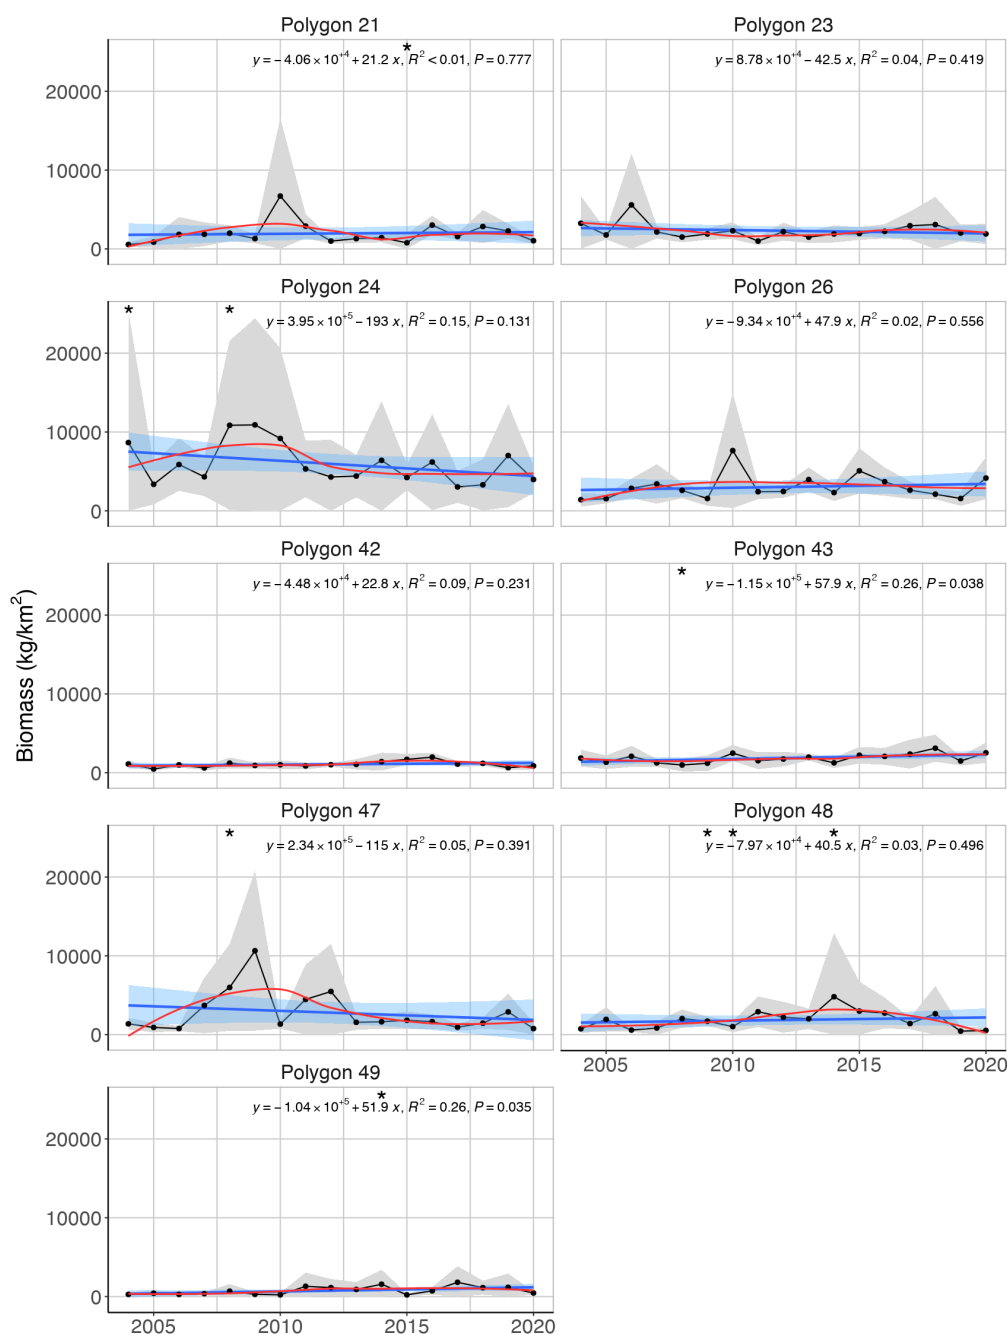 Polygon 21
Polygon 23
*
y = − 4.06 × 10⁺⁴ + 21.2 x, R² < 0.01, P = 0.777
y = 8.78 × 10⁺⁴ − 42.5 x, R² = 0.04, P = 0.419
20000
10000
0
Polygon 24
Polygon 26
* *
y = 3.95 × 10⁺⁵ − 193 x, R² = 0.15, P = 0.131
y = −9.34 × 10⁺⁴ + 47.9 x, R² = 0.02, P = 0.556
20000
10000
0
Polygon 42
Polygon 43
*
y = − 4.48 × 10⁺⁴ + 22.8 x, R² = 0.09, P = 0.231
y = −1.15 × 10⁺⁵ + 57.9 x, R² = 0.26, P = 0.038
20000
10000
0
Biomass (kg/km²)
Polygon 47
Polygon 48
*
* * *
y = 2.34 × 10⁺⁵ − 115 x, R² = 0.05, P = 0.391
y = −7.97 × 10⁺⁴ + 40.5 x, R² = 0.03, P = 0.496
20000
10000
0
2005 2010 2015 2020
Polygon 49
*
y = − 1.04 × 10⁺⁵ + 51.9 x, R² = 0.26, P = 0.035
20000
10000
0
2005 2010 2015 2020